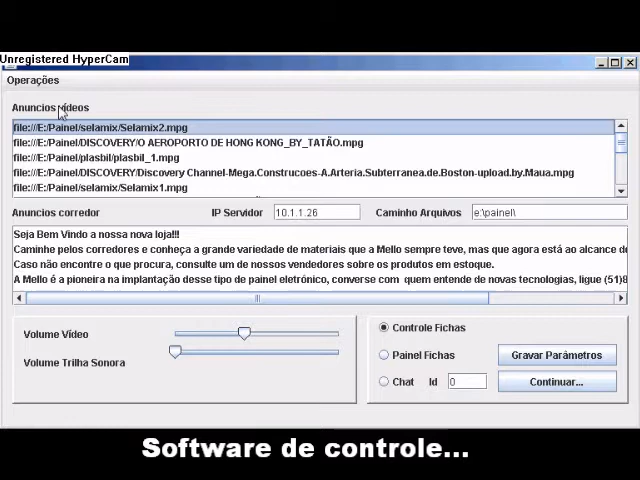 Unregistered HyperCam
Operações
Anuncios vídeos
file:///E:/Painel/selamix/Selamix2.mpg
file:///E:/Painel/DISCOVERY/O AEROPORTO DE HONG KONG_BY_TATÃO.mpg
file:///E:/Painel/plasbil/plasbil_1.mpg
file:///E:/Painel/DISCOVERY/Discovery Channel-Mega.Construcoes-A.Arteria.Subterranea.de.Boston-upload.by.Maua.mpg
file:///E:/Painel/selamix/Selamix1.mpg
Anuncios corredor IP Servidor 10.1.1.26 Caminho Arquivos e:\painel\
Seja Bem Vindo a nossa nova loja!!!
Caminhe pelos corredores e conheça a grande variedade de materiais que a Mello sempre teve, mas que agora está ao alcance de
Caso não encontre o que procura, consulte um de nossos vendedores sobre os produtos em estoque.
A Mello é a pioneira na implantação desse tipo de painel eletrónico, converse com quem entende de novas tecnologias, ligue (51)8
Volume Vídeo
Volume Trilha Sonora
Controle Fichas
Painel Fichas Gravar Parámetros
Chat Id 0 Continuar...
Software de controle...